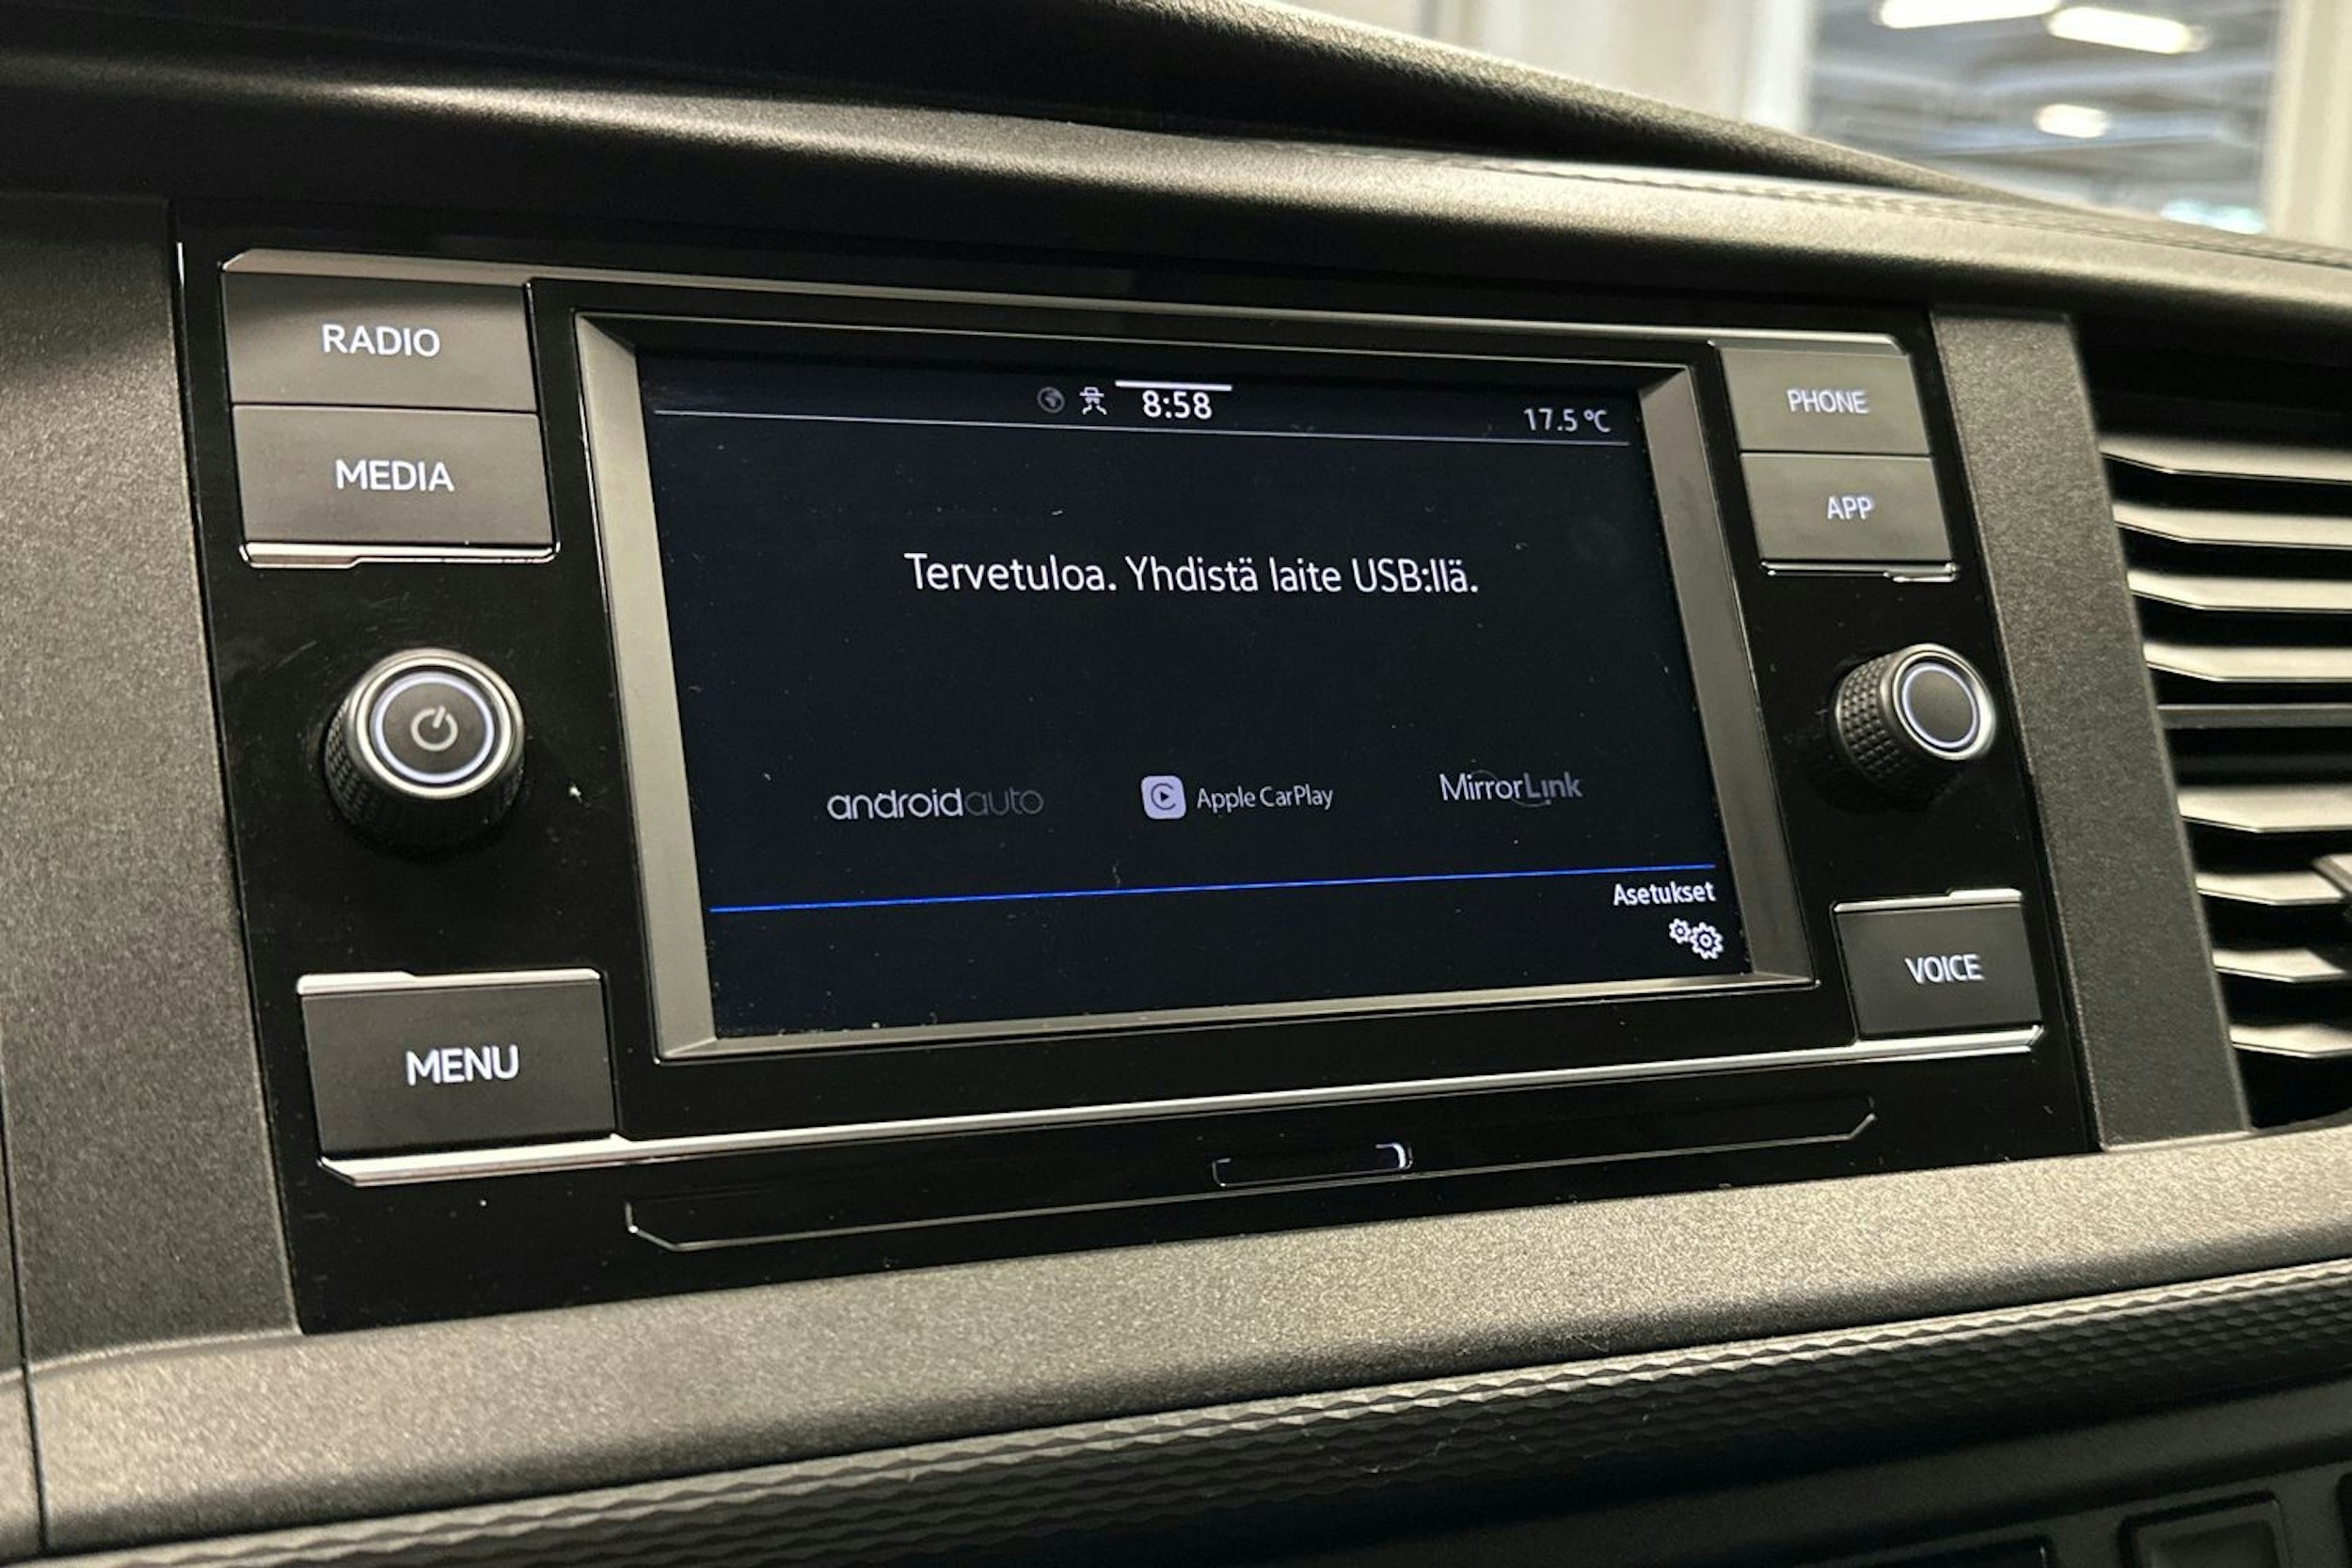 RADIO
MEDIA
MENU
8:58
17.5 °C
Tervetuloa. Yhdistä laite USB:llä.
androidauto
Apple CarPlay
MirrorLink
Asetukset
PHONE
APP
VOICE